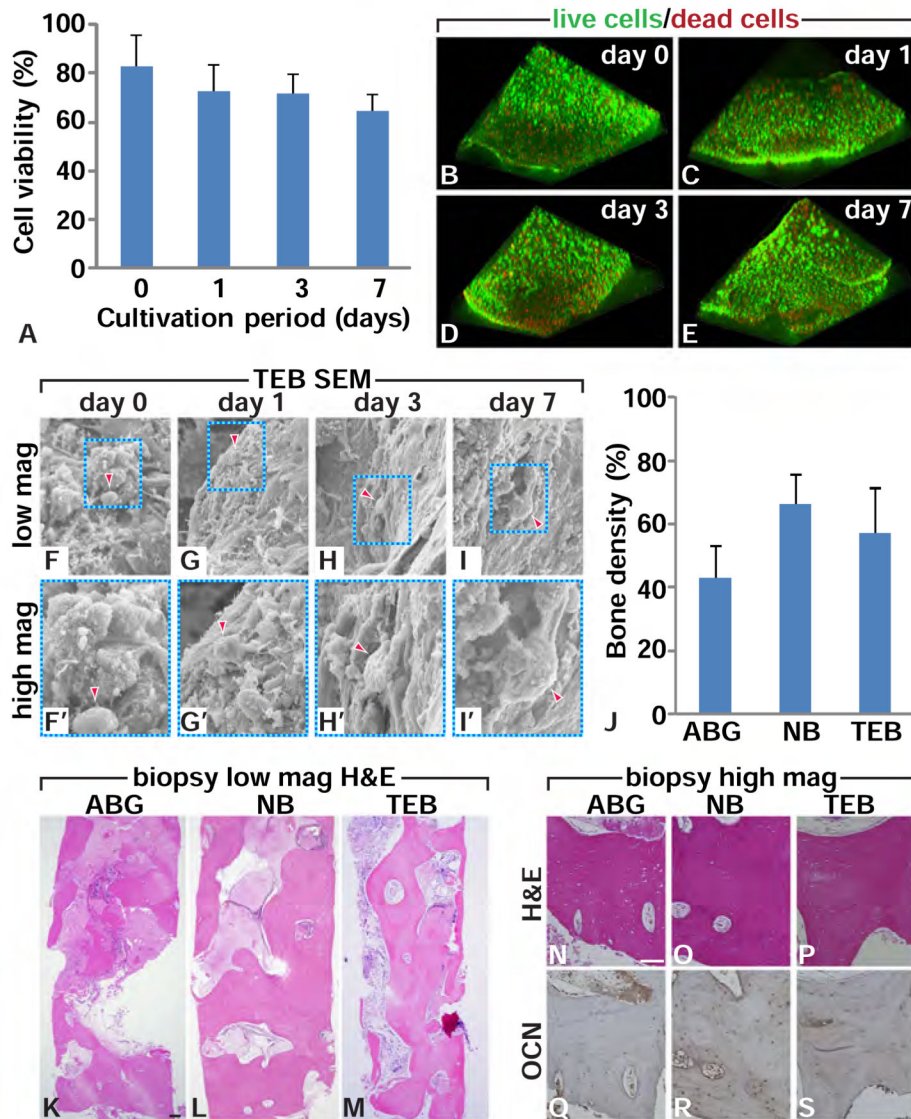 100
80
60
40
20
0
Cell viability (%)
0 1 3 7
Cultivation period (days)
A
live cells/dead cells
day 0
B
day 1
C
day 3
D
day 7
E
TEB SEM
day 0 day 1 day 3 day 7
low mag
F G H I
high mag
F' G' H' I'
100
80
60
40
20
0
Bone density (%)
ABG NB TEB
J
biopsy low mag H&E
ABG NB TEB
K L M
biopsy high mag
ABG NB TEB
H&E
N O P
OCN
Q R S